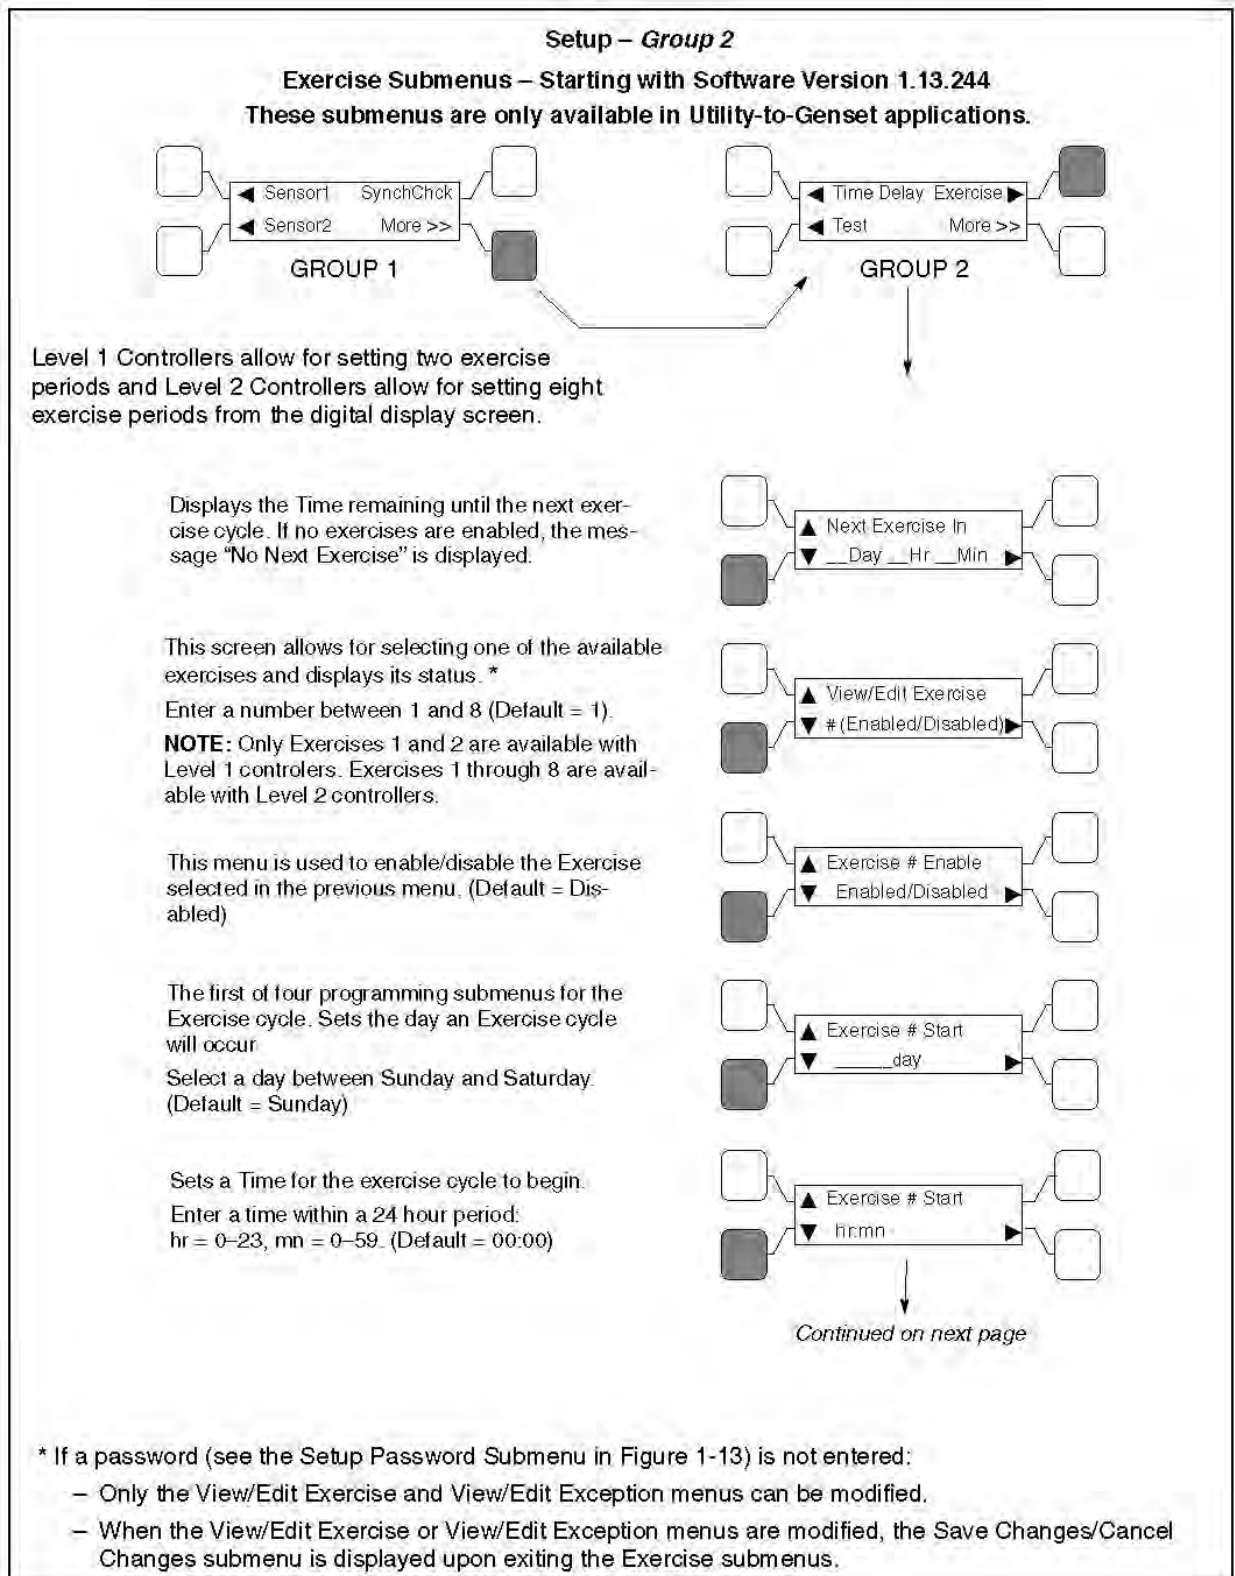 Setup – Group 2
Exercise Submenus – Starting with Software Version 1.13.244
These submenus are only available in Utility-to-Genset applications.
◀ Sensor1 SynchChck
◀ Sensor2 More >>
GROUP 1
◀ Time Delay Exercise ▶
◀ Test More >>
GROUP 2
Level 1 Controllers allow for setting two exercise
periods and Level 2 Controllers allow for setting eight
exercise periods from the digital display screen.
Displays the Time remaining until the next exer-
cise cycle. If no exercises are enabled, the mes-
sage “No Next Exercise” is displayed.
▲ Next Exercise In
▼ __Day __Hr __Min ▶
This screen allows for selecting one of the available
exercises and displays its status. *
Enter a number between 1 and 8 (Default = 1).
NOTE: Only Exercises 1 and 2 are available with
Level 1 controlers. Exercises 1 through 8 are avail-
able with Level 2 controllers.
▲ View/Edit Exercise
▼ # (Enabled/Disabled) ▶
This menu is used to enable/disable the Exercise
selected in the previous menu. (Default = Dis-
abled)
▲ Exercise # Enable
▼ Enabled/Disabled ▶
The first of four programming submenus for the
Exercise cycle. Sets the day an Exercise cycle
will occur
Select a day between Sunday and Saturday.
(Default = Sunday)
▲ Exercise # Start
▼ _____day ▶
Sets a Time for the exercise cycle to begin.
Enter a time within a 24 hour period:
hr = 0–23, mn = 0–59. (Default = 00:00)
▲ Exercise # Start
▼ hr:mn ▶
Continued on next page
* If a password (see the Setup Password Submenu in Figure 1-13) is not entered:
– Only the View/Edit Exercise and View/Edit Exception menus can be modified.
– When the View/Edit Exercise or View/Edit Exception menus are modified, the Save Changes/Cancel
Changes submenu is displayed upon exiting the Exercise submenus.